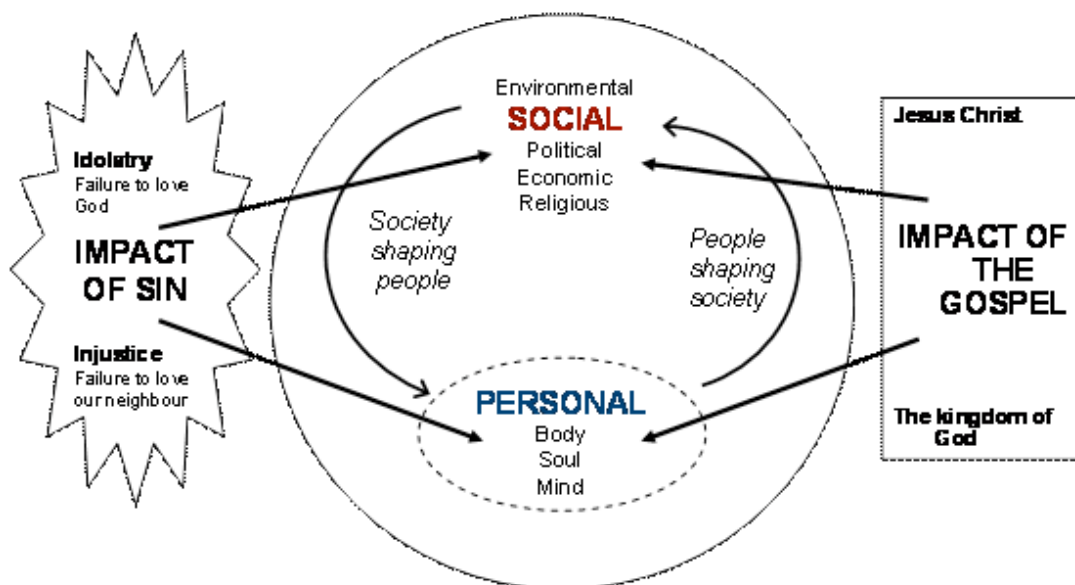 Idolatry
Failure to love
God
IMPACT
OF SIN
Injustice
Failure to love
our neighbour
Environmental
SOCIAL
Political
Economic
Religious
Society
shaping
people
People
shaping
society
PERSONAL
Body
Soul
Mind
Jesus Christ
IMPACT OF
THE
GOSPEL
The kingdom of
God